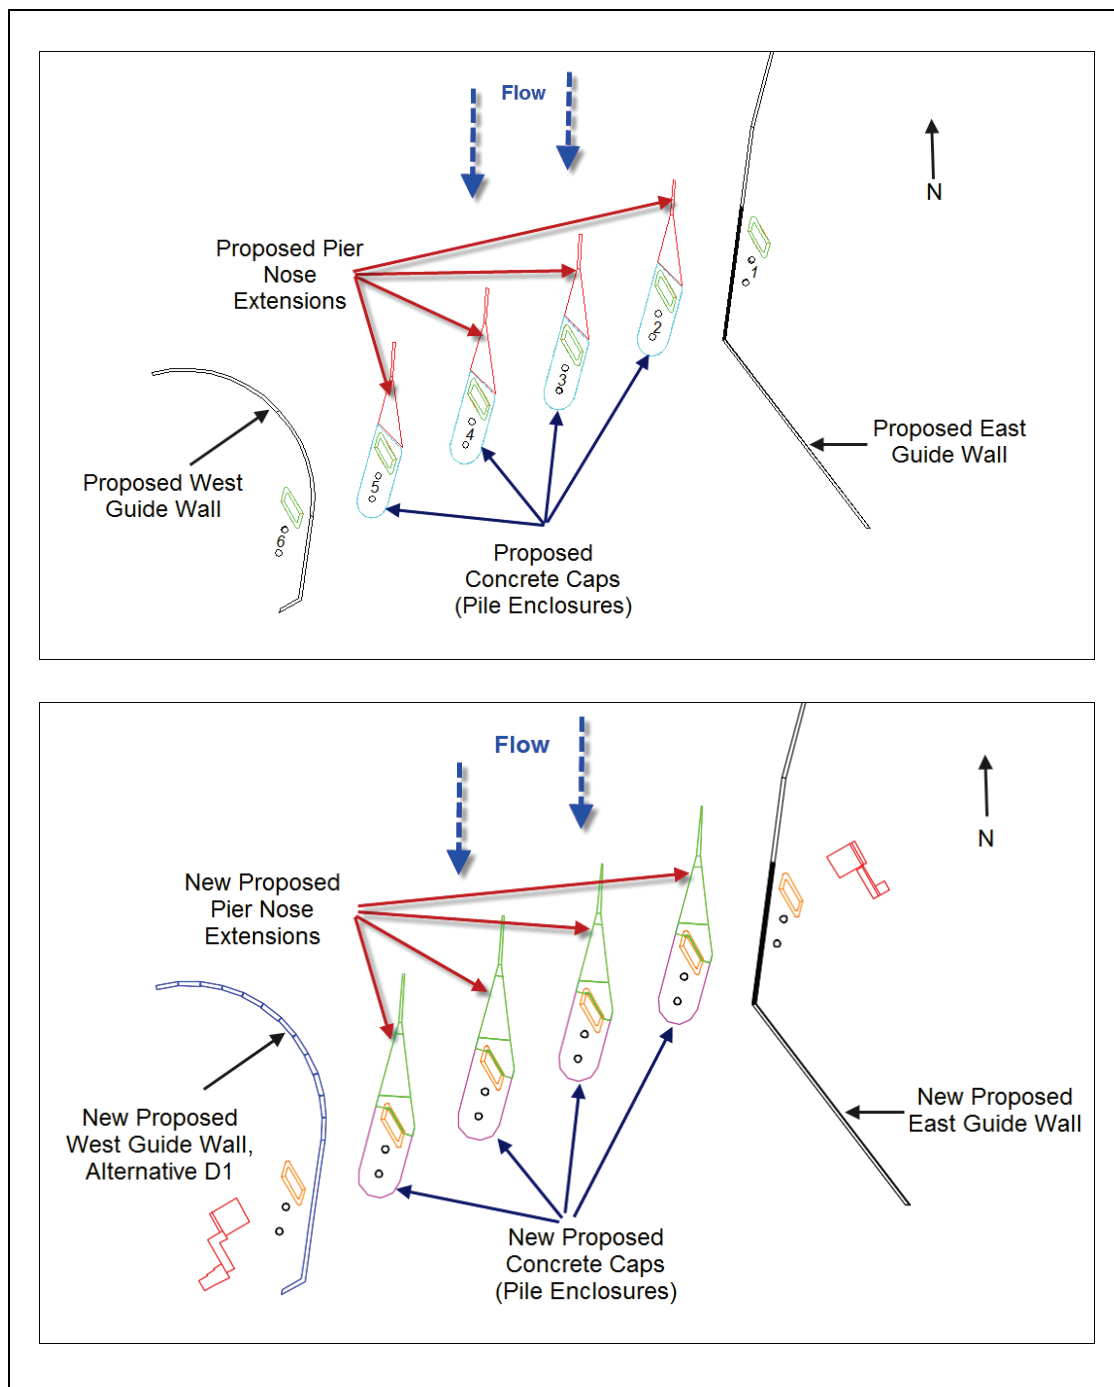 Flow
N
Proposed Pier
Nose
Extensions
1
2
3
4
5
6
Proposed East
Guide Wall
Proposed West
Guide Wall
Proposed
Concrete Caps
(Pile Enclosures)
Flow
N
New Proposed
Pier Nose
Extensions
New Proposed
West Guide Wall,
Alternative D1
New Proposed
East Guide Wall
New Proposed
Concrete Caps
(Pile Enclosures)